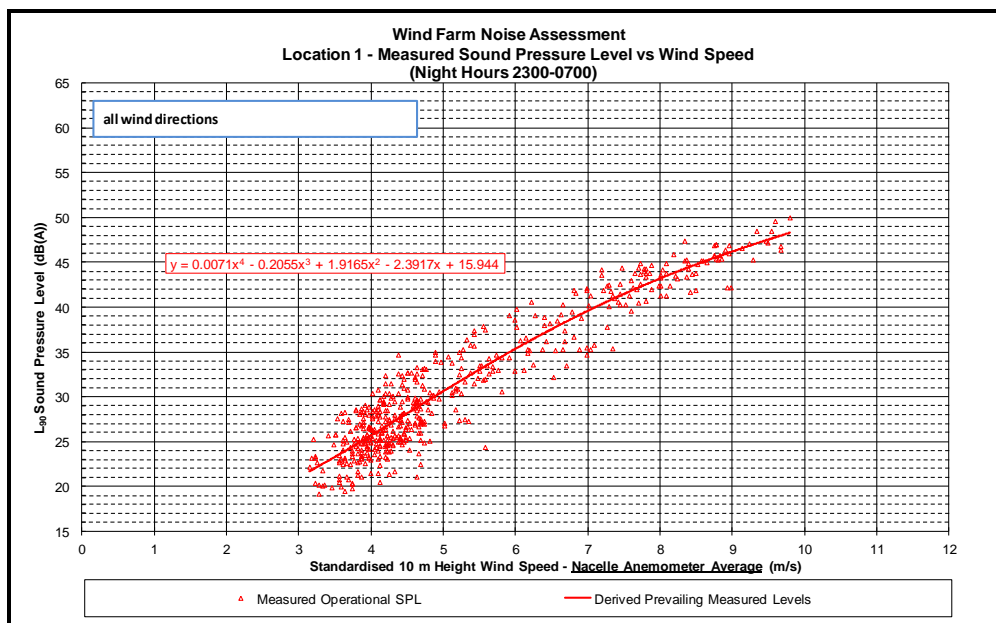 Wind Farm Noise Assessment
Location 1 - Measured Sound Pressure Level vs Wind Speed
(Night Hours 2300-0700)
all wind directions
L₉₀ Sound Pressure Level (dB(A))
65
60
55
50
45
40
35
30
25
20
15
y = 0.0071x⁴ - 0.2055x³ + 1.9165x² - 2.3917x + 15.944
0 1 2 3 4 5 6 7 8 9 10 11 12
Standardised 10 m Height Wind Speed - Nacelle Anemometer Average (m/s)
Measured Operational SPL
Derived Prevailing Measured Levels